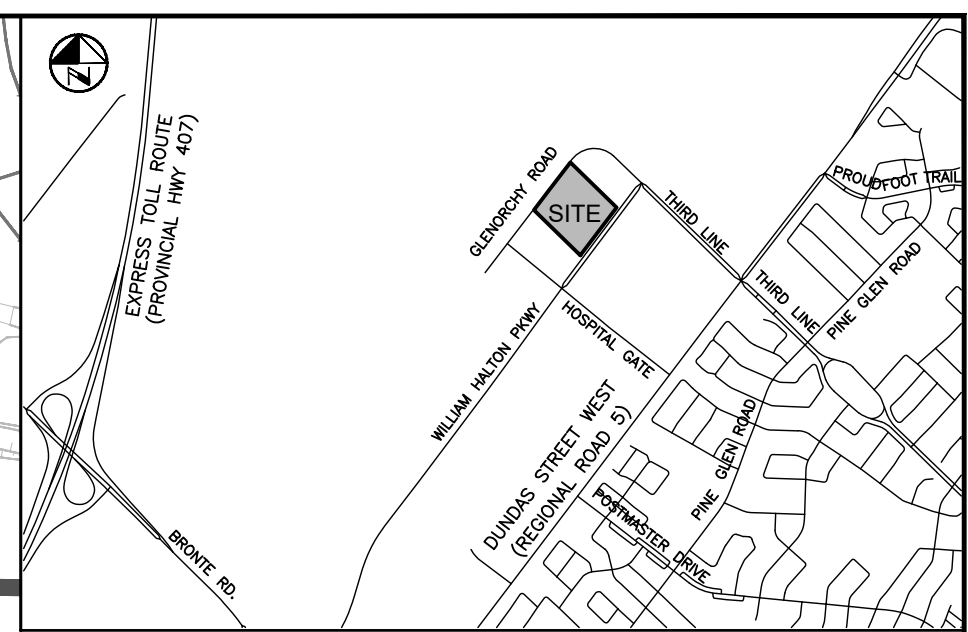 N
EXPRESS TOLL ROUTE
(PROVINCIAL HWY 407)
GLENORCHY ROAD
SITE
THIRD LINE
PROUDFOOT TRAIL
THIRD LINE
PINE GLEN ROAD
WILLIAM HALTON PKWY
HOSPITAL GATE
DUNDAS STREET WEST
(REGIONAL ROAD 5)
PINE GLEN ROAD
POSTMASTER DRIVE
BRONTE RD.